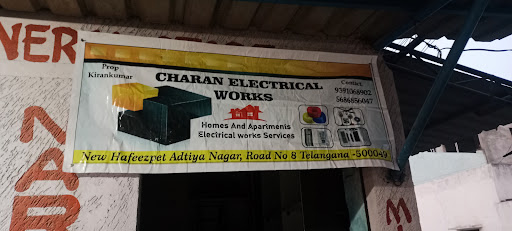 NER
Prop
Kirankumar
CHARAN ELECTRICAL
WORKS
Contact
Homes And Apartments
Electrical works Services
New Hafeezpet Adtiya Nagar, Road No 8 Telangana -500049